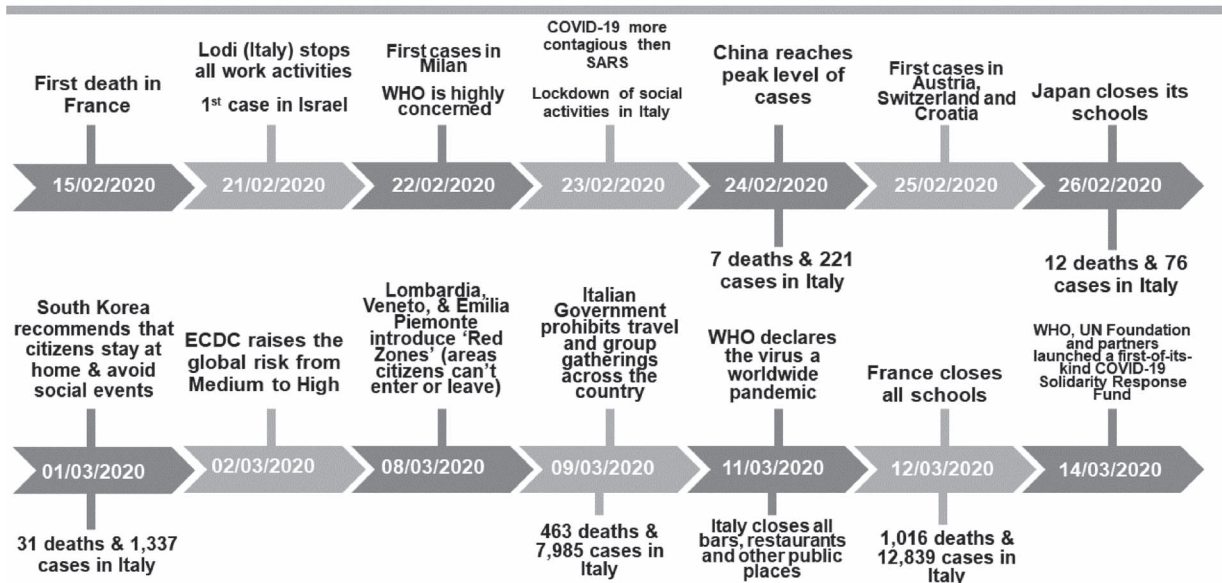 First death in
France
15/02/2020
Lodi (Italy) stops
all work activities
1st case in Israel
21/02/2020
First cases in
Milan
WHO is highly
concerned
22/02/2020
COVID-19 more
contagious then
SARS
Lockdown of social
activities in Italy
23/02/2020
China reaches
peak level of
cases
24/02/2020
7 deaths & 221
cases in Italy
First cases in
Austria,
Switzerland and
Croatia
25/02/2020
Japan closes its
schools
26/02/2020
12 deaths & 76
cases in Italy
South Korea
recommends that
citizens stay at
home & avoid
social events
01/03/2020
31 deaths & 1,337
cases in Italy
ECDC raises the
global risk from
Medium to High
02/03/2020
Lombardia,
Veneto, & Emilia
Piemonte
introduce ‘Red
Zones’ (areas
citizens can’t
enter or leave)
08/03/2020
Italian
Government
prohibits travel
and group
gatherings
across the
country
09/03/2020
463 deaths &
7,985 cases in
Italy
WHO declares
the virus a
worldwide
pandemic
11/03/2020
Italy closes all
bars, restaurants
and other public
places
France closes
all schools
12/03/2020
1,016 deaths &
12,839 cases in
Italy
WHO, UN Foundation
and partners
launched a first-of-its-
kind COVID-19
Solidarity Response
Fund
14/03/2020